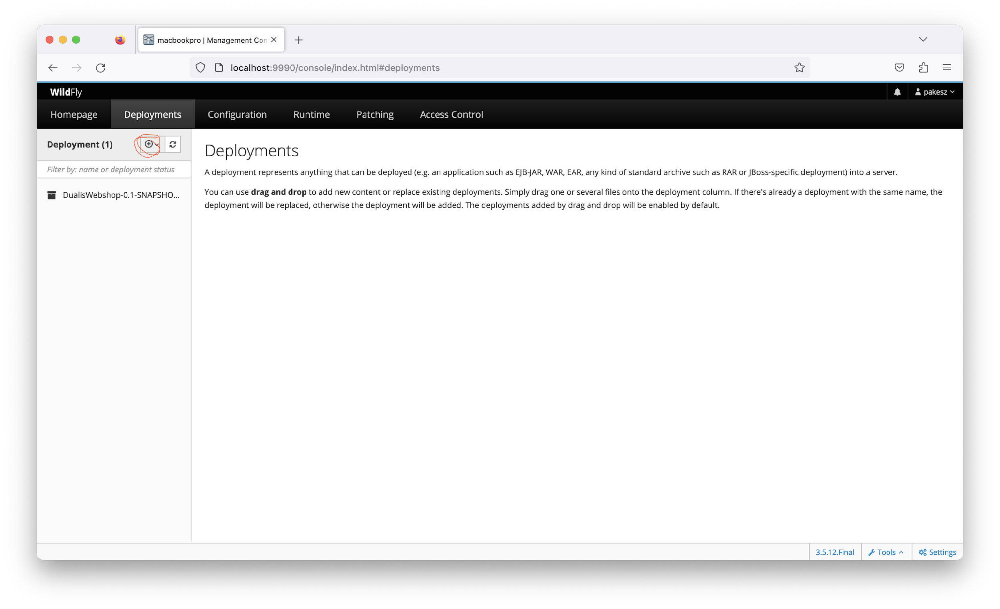 macbookpro | Management Con
localhost:9990/console/index.html#deployments
WildFly
pakesz
Homepage Deployments Configuration Runtime Patching Access Control
Deployment (1)
Filter by: name or deployment status
DualisWebshop-0.1-SNAPSHO...
Deployments
A deployment represents anything that can be deployed (e.g. an application such as EJB-JAR, WAR, EAR, any kind of standard archive such as RAR or JBoss-specific deployment) into a server.
You can use drag and drop to add new content or replace existing deployments. Simply drag one or several files onto the deployment column. If there's already a deployment with the same name, the
deployment will be replaced, otherwise the deployment will be added. The deployments added by drag and drop will be enabled by default.
3.5.12.Final Tools Settings